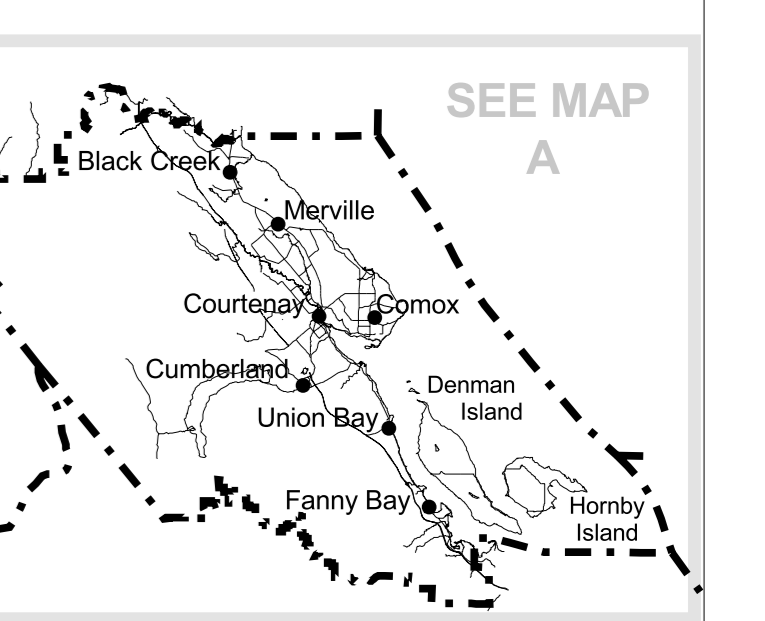 SEE MAP
A
Black Creek
Merville
Courtenay
Comox
Cumberland
Denman
Island
Union Bay
Fanny Bay
Hornby
Island